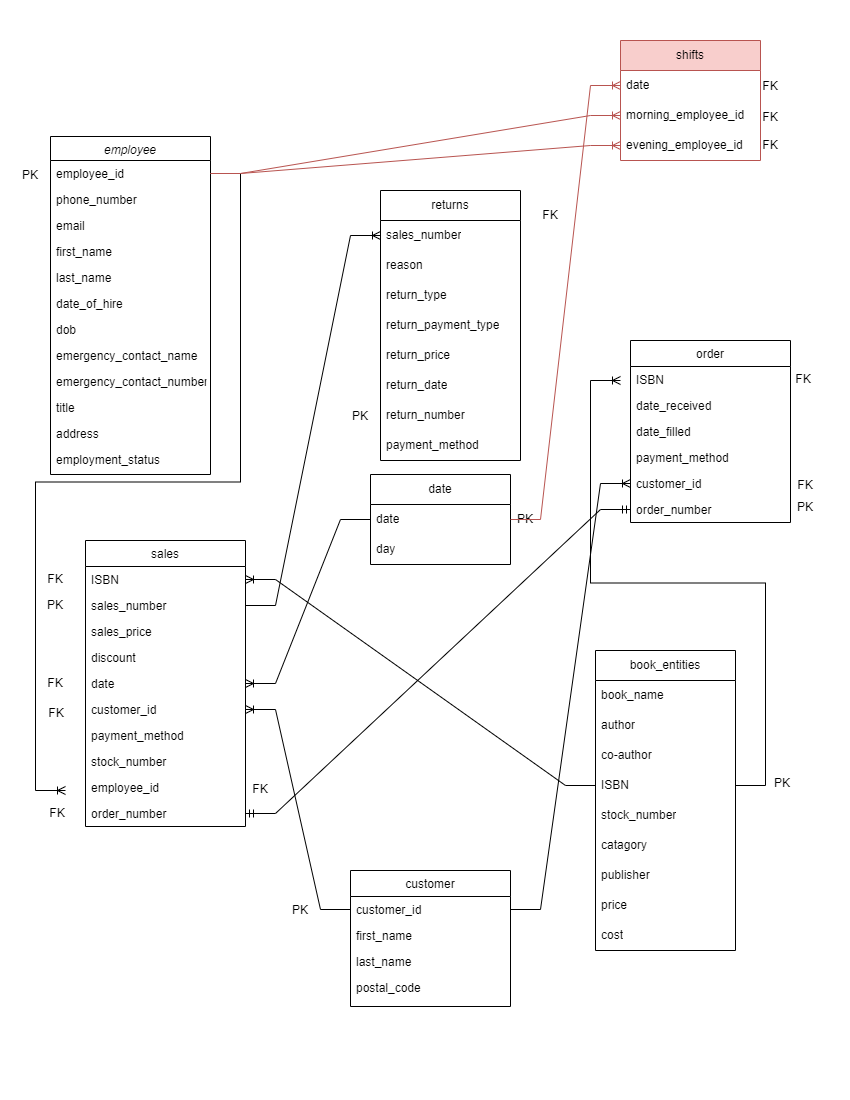 shifts
date
FK
morning_employee_id
FK
evening_employee_id
FK
employee
PK
employee_id
phone_number
email
first_name
last_name
date_of_hire
dob
emergency_contact_name
emergency_contact_number
title
address
employment_status
returns
FK
sales_number
reason
return_type
return_payment_type
return_price
return_date
PK
return_number
payment_method
order
ISBN
FK
date_received
date_filled
payment_method
customer_id
FK
order_number
PK
date
date
PK
day
sales
FK
ISBN
PK
sales_number
sales_price
discount
FK
date
FK
customer_id
payment_method
stock_number
employee_id
FK
FK
order_number
book_entities
book_name
author
co-author
ISBN
PK
stock_number
catagory
publisher
price
cost
customer
PK
customer_id
first_name
last_name
postal_code